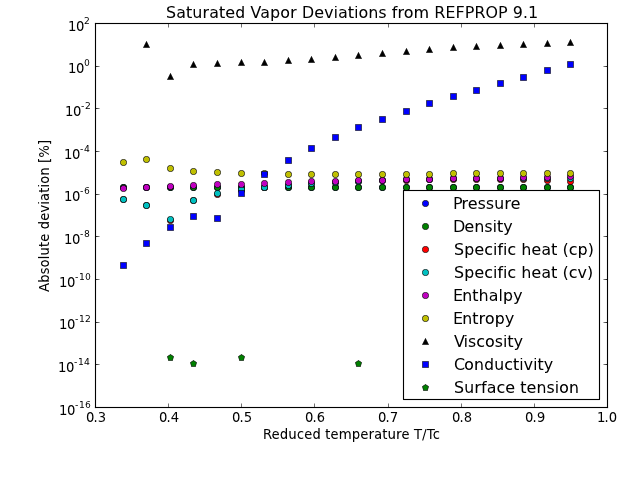 Saturated Vapor Deviations from REFPROP 9.1
10^2
10^0
10^-2
10^-4
10^-6
10^-8
10^-10
10^-12
10^-14
10^-16
Absolute deviation [%]
Pressure
Density
Specific heat (cp)
Specific heat (cv)
Enthalpy
Entropy
Viscosity
Conductivity
Surface tension
0.3 0.4 0.5 0.6 0.7 0.8 0.9 1.0
Reduced temperature T/Tc